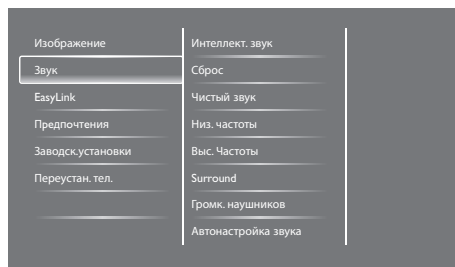 Изображение
Звук
EasyLink
Предпочтения
Заводск.установки
Переустан. тел.
Интеллект. звук
Сброс
Чистый звук
Низ. частоты
Выс. Частоты
Surround
Громк. наушников
Автонастройка звука